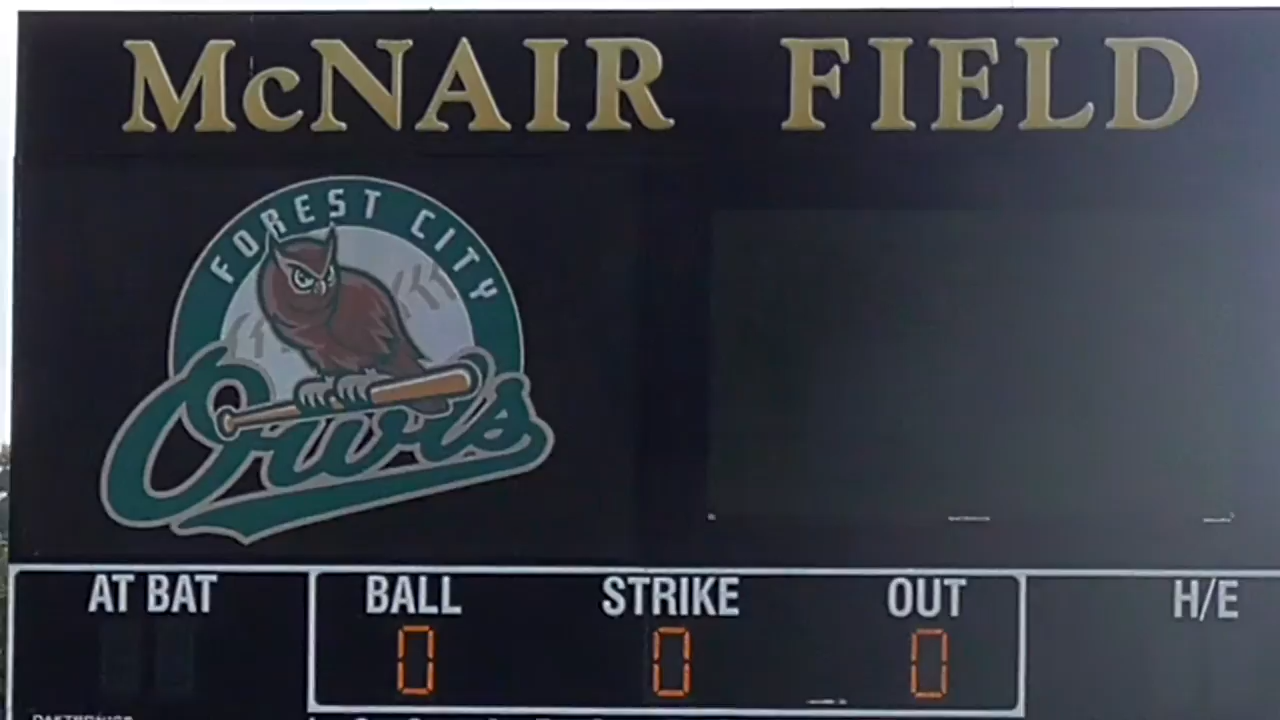 McNAIR FIELD
FOREST CITY
Owls
AT BAT
BALL
STRIKE
OUT
H/E
0
0
0